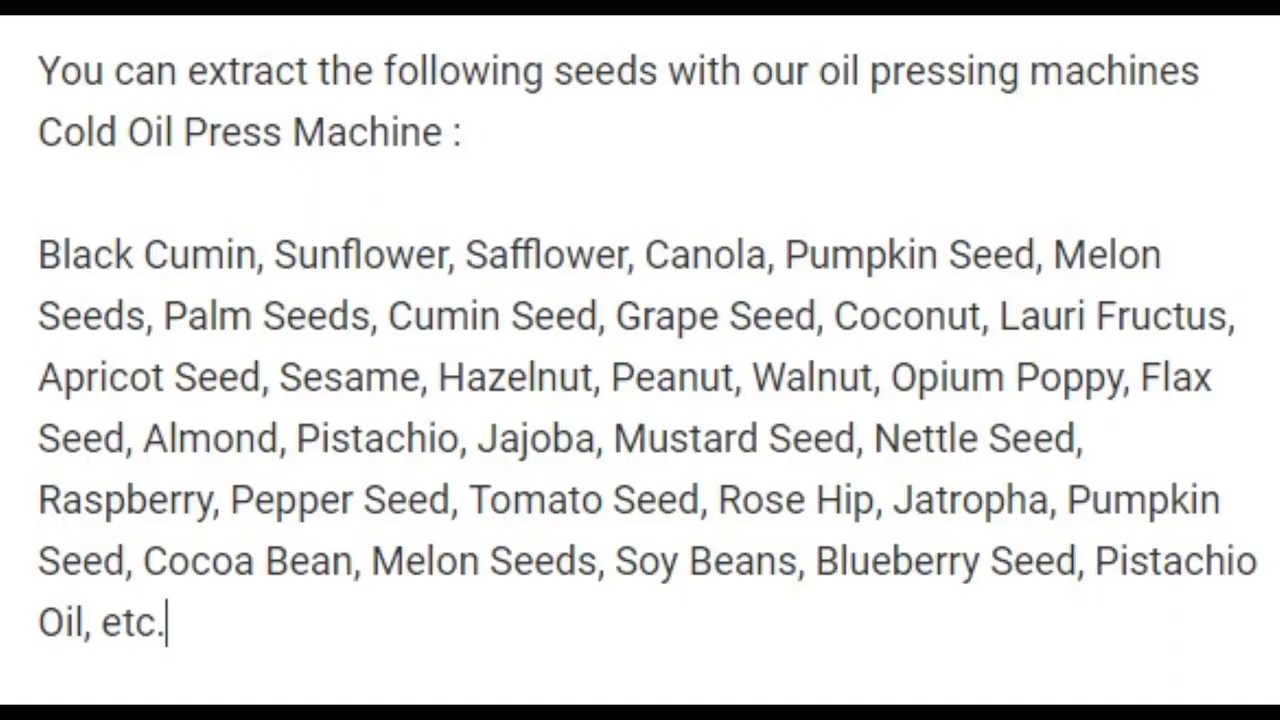 You can extract the following seeds with our oil pressing machines
Cold Oil Press Machine :
Black Cumin, Sunflower, Safflower, Canola, Pumpkin Seed, Melon
Seeds, Palm Seeds, Cumin Seed, Grape Seed, Coconut, Lauri Fructus,
Apricot Seed, Sesame, Hazelnut, Peanut, Walnut, Opium Poppy, Flax
Seed, Almond, Pistachio, Jajoba, Mustard Seed, Nettle Seed,
Raspberry, Pepper Seed, Tomato Seed, Rose Hip, Jatropha, Pumpkin
Seed, Cocoa Bean, Melon Seeds, Soy Beans, Blueberry Seed, Pistachio
Oil, etc.